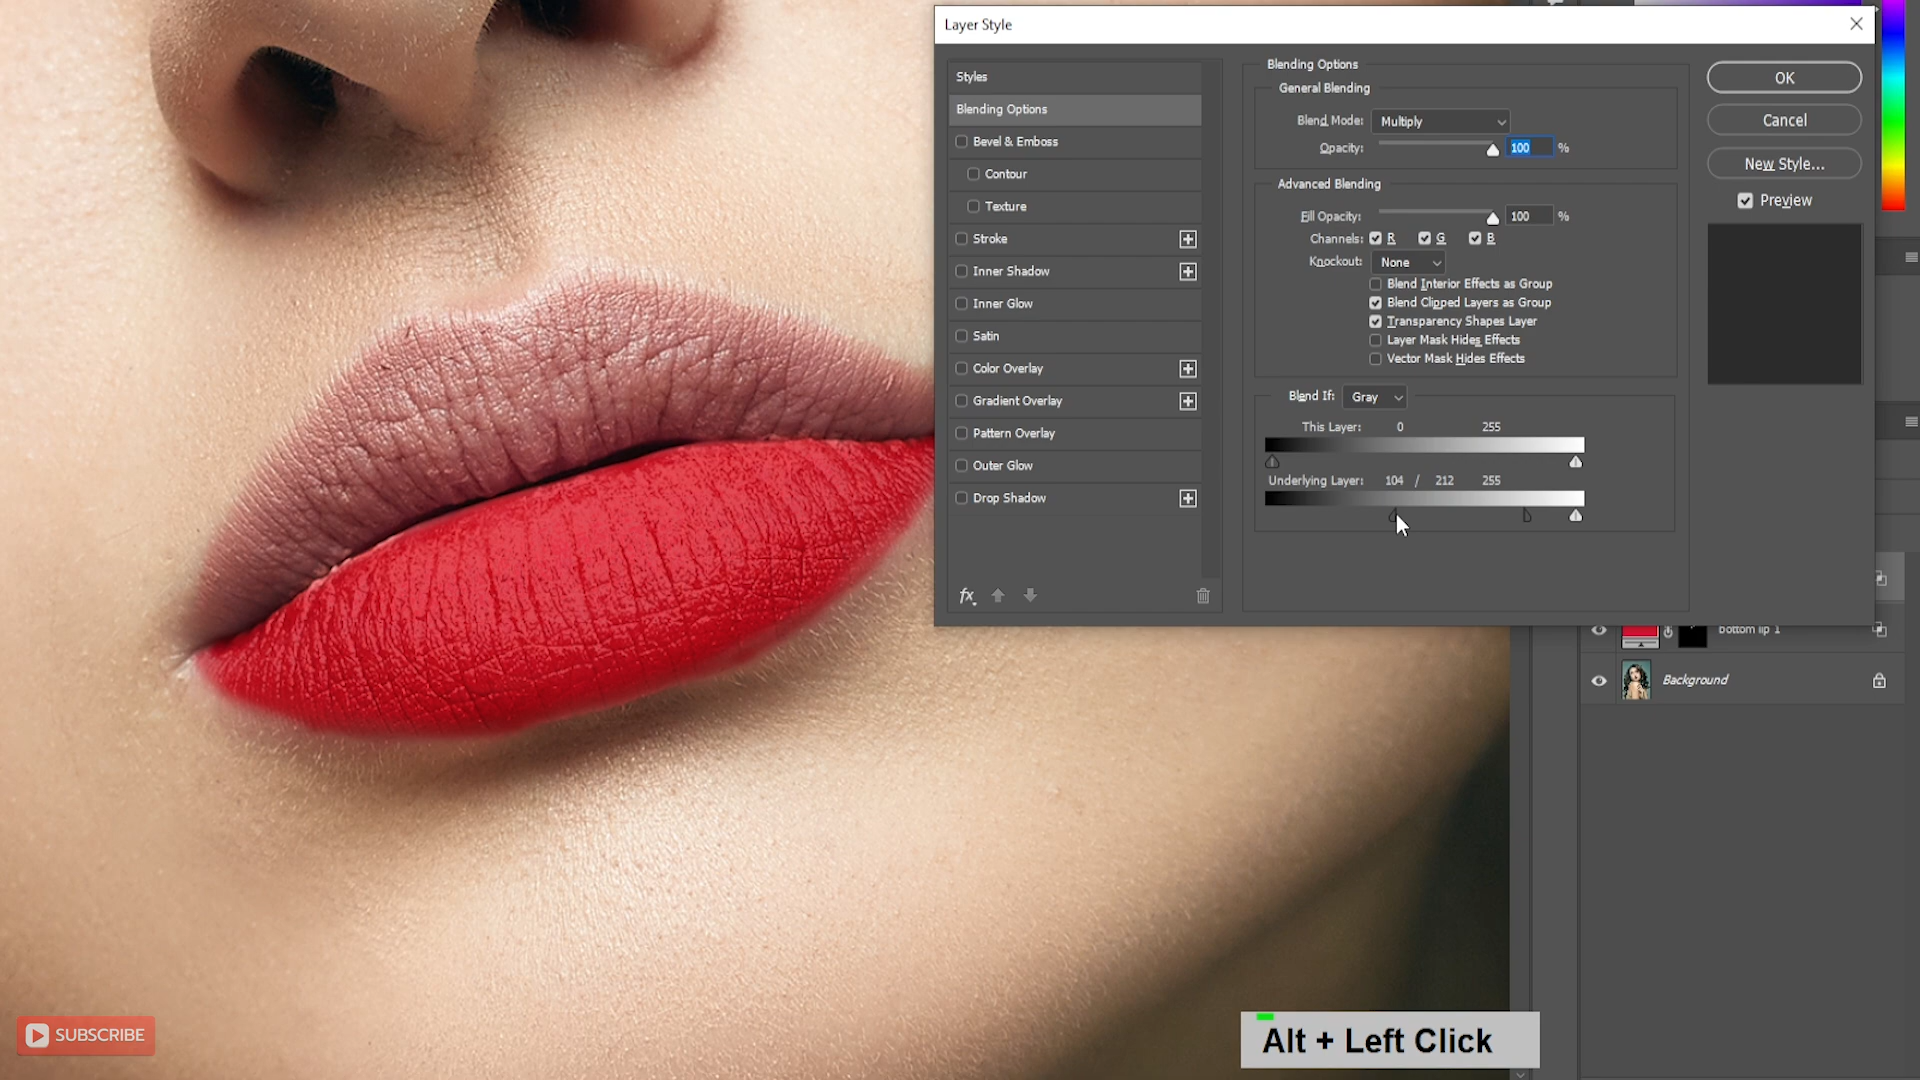 Layer Style
Styles
Blending Options
Bevel & Emboss
Contour
Texture
Stroke
Inner Shadow
Inner Glow
Satin
Color Overlay
Gradient Overlay
Pattern Overlay
Outer Glow
Drop Shadow
fx
Blending Options
General Blending
Blend Mode: Multiply
Opacity: 100 %
Advanced Blending
Fill Opacity: 100 %
Channels: R G B
Knockout: None
Blend Interior Effects as Group
Blend Clipped Layers as Group
Transparency Shapes Layer
Layer Mask Hides Effects
Vector Mask Hides Effects
Blend If: Gray
This Layer: 0 255
Underlying Layer: 104 / 212 255
OK
Cancel
New Style...
Preview
bottom lip 1
Background
SUBSCRIBE
Alt + Left Click